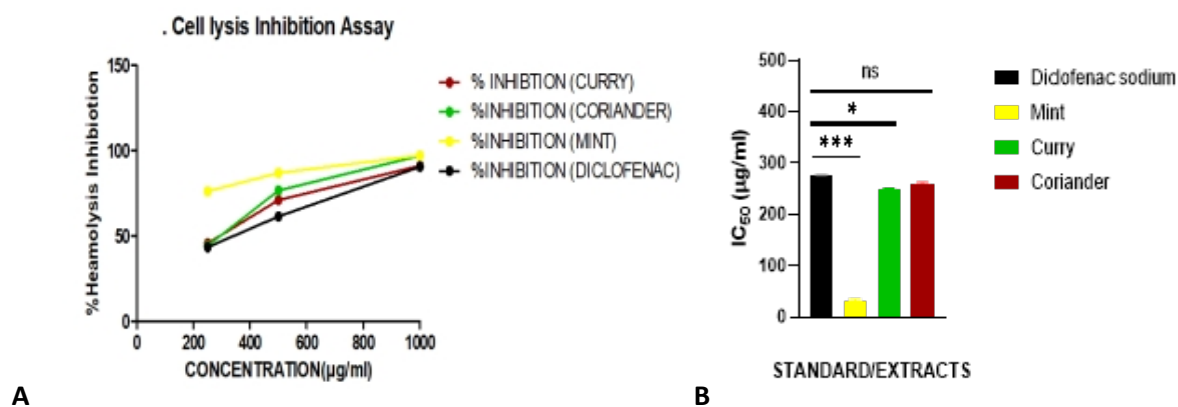 . Cell lysis Inhibition Assay
%Heamolysis Inhibiotion
150
100
50
0
0 200 400 600 800 1000
CONCENTRATION(µg/ml)
% INHIBTION (CURRY)
%INHIBITION (CORIANDER)
%INHIBITION (MINT)
%INHIBITION (DICLOFENAC)
A
IC50 (µg/ml)
500
400
300
200
100
0
ns
*
***
STANDARD/EXTRACTS
Diclofenac sodium
Mint
Curry
Coriander
B